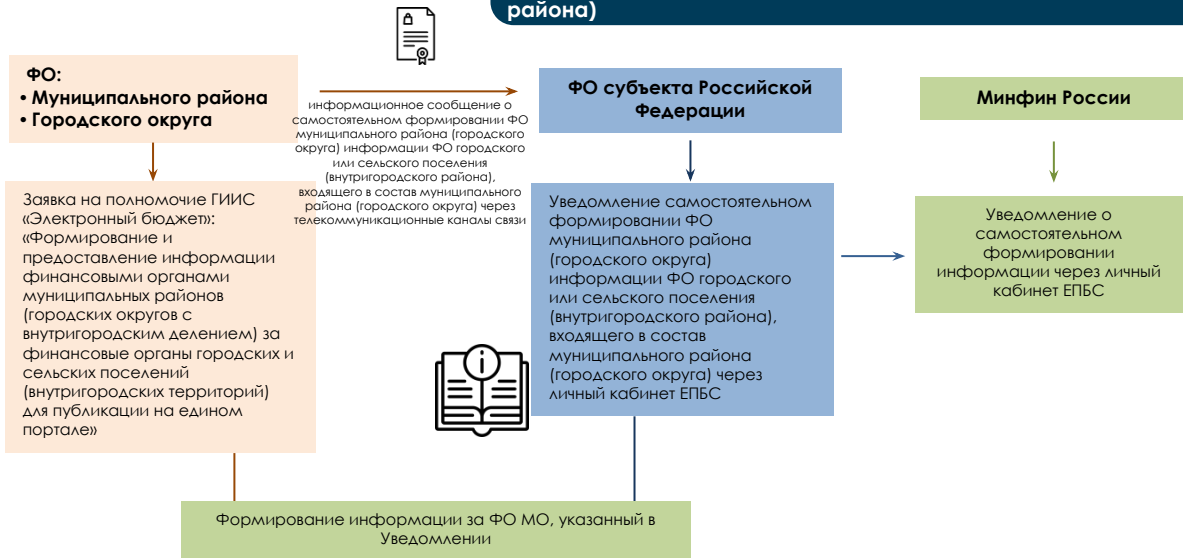 района)
ФО:
• Муниципального района
• Городского округа
информационное сообщение о
самостоятельном формировании ФО
муниципального района (городского
округа) информации ФО городского
или сельского поселения
(внутригородского района),
входящего в состав муниципального
района (городского округа) через
телекоммуникационные каналы связи
ФО субъекта Российской
Федерации
Минфин России
Заявка на полномочие ГИИС
«Электронный бюджет»:
«Формирование и
предоставление информации
финансовыми органами
муниципальных районов
(городских округов с
внутригородским делением) за
финансовые органы городских и
сельских поселений
(внутригородских территорий)
для публикации на едином
портале»
Уведомление самостоятельном
формировании ФО
муниципального района
(городского округа)
информации ФО городского
или сельского поселения
(внутригородского района),
входящего в состав
муниципального района
(городского округа) через
личный кабинет ЕПБС
Уведомление о
самостоятельном
формировании
информации через личный
кабинет ЕПБС
Формирование информации за ФО МО, указанный в
Уведомлении